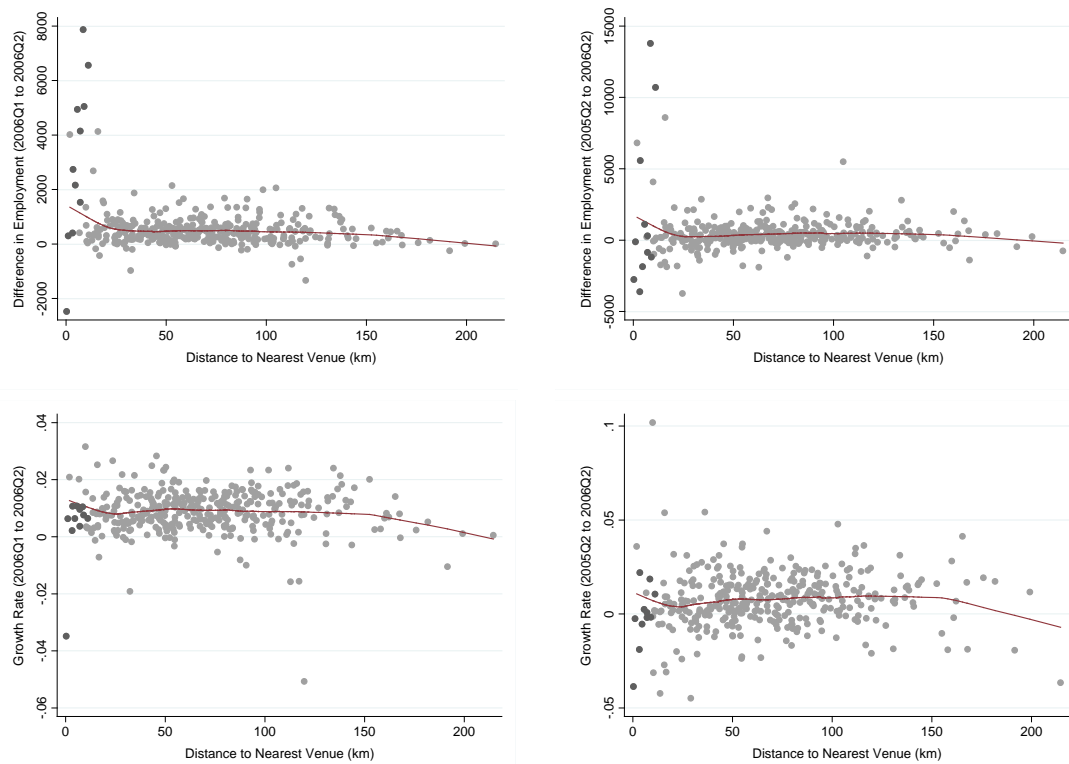 Difference in Employment (2006Q1 to 2006Q2)
8000
6000
4000
2000
0
-2000
0 50 100 150 200
Distance to Nearest Venue (km)
Difference in Employment (2005Q2 to 2006Q2)
15000
10000
5000
0
-5000
0 50 100 150 200
Distance to Nearest Venue (km)
Growth Rate (2006Q1 to 2006Q2)
.04
.02
0
-.02
-.04
-.06
0 50 100 150 200
Distance to Nearest Venue (km)
Growth Rate (2005Q2 to 2006Q2)
.1
.05
0
-.05
0 50 100 150 200
Distance to Nearest Venue (km)